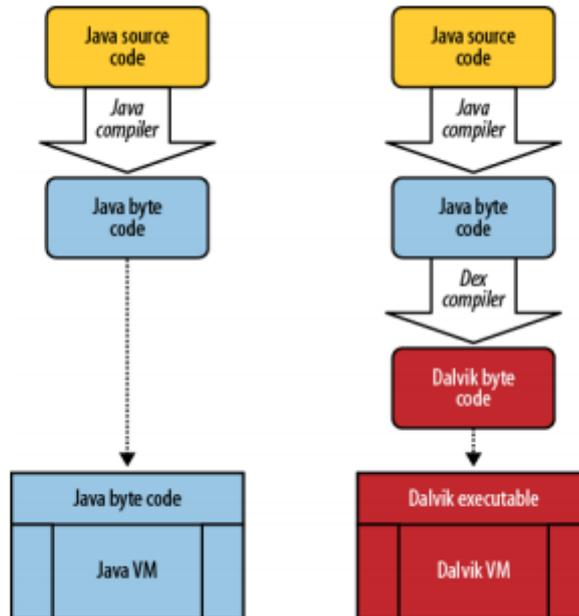 Java source
code
Java
compiler
Java byte
code
Java byte code
Java VM
Java source
code
Java
compiler
Java byte
code
Dex
compiler
Dalvik byte
code
Dalvik executable
Dalvik VM